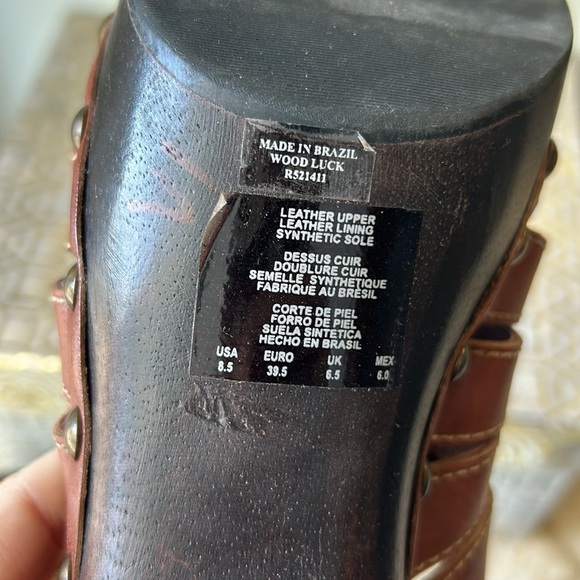 MADE IN BRAZIL
WOOD LUCK
R521411
LEATHER UPPER
LEATHER LINING
SYNTHETIC SOLE
DESSUS CUIR
DOUBLURE CUIR
SEMELLE SYNTHETIQUE
FABRIQUE AU BRÉSIL
CORTE DE PIEL
FORRO DE PIEL
SUELA SINTETICA
HECHO EN BRASIL
USA EURO UK MEX
8.5 39.5 6.5 6.0